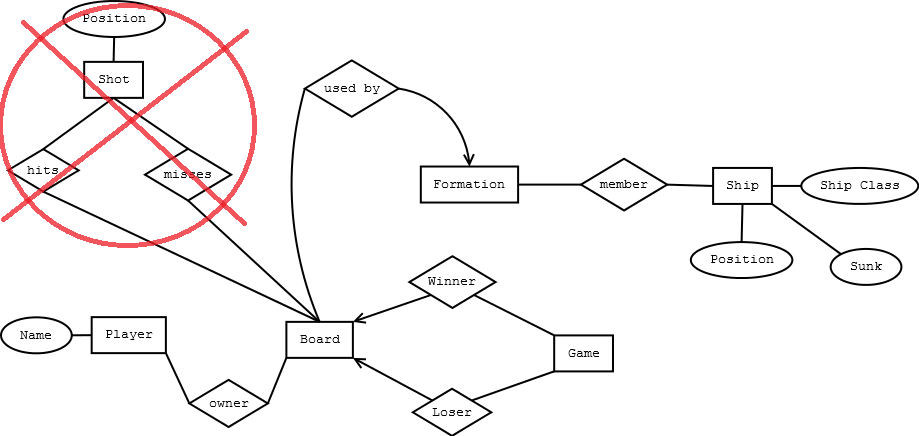 Position
Shot
used by
hits
misses
Formation
member
Ship
Ship Class
Position
Sunk
Winner
Name
Player
Board
Game
owner
Loser